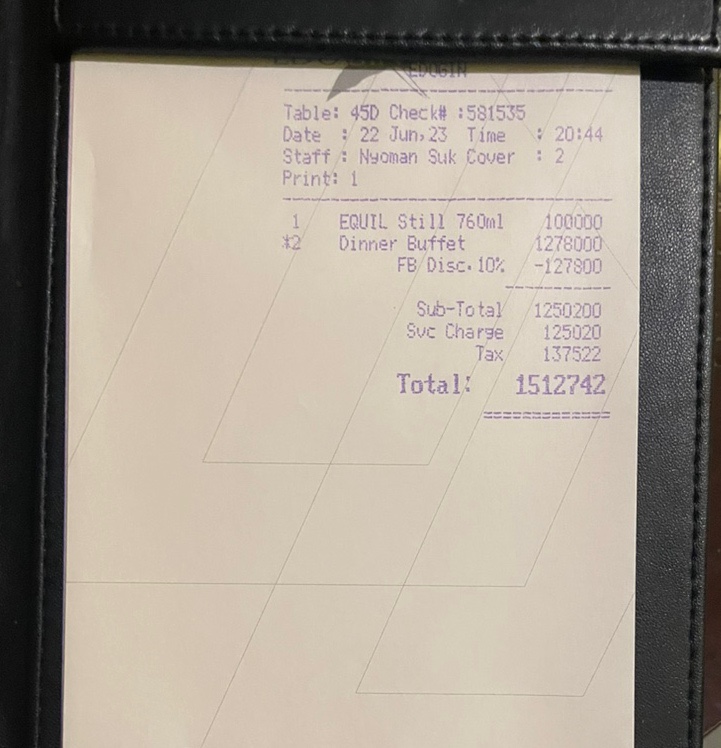 EDOGIN
Table: 45D Check# :581535
Date : 22 Jun,23 Time : 20:44
Staff : Nyoman Suk Cover : 2
Print: 1
1 EQUIL Still 760ml 100000
*2 Dinner Buffet 1278000
FB Disc.10% -127800
Sub-Total 1250200
Svc Charge 125020
Tax 137522
Total: 1512742